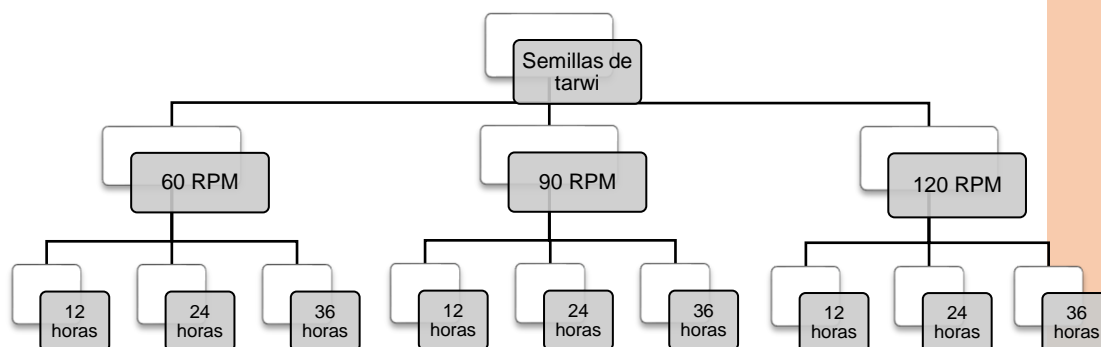 Semillas de
tarwi
60 RPM
90 RPM
120 RPM
12
horas
24
horas
36
horas
12
horas
24
horas
36
horas
12
horas
24
horas
36
horas